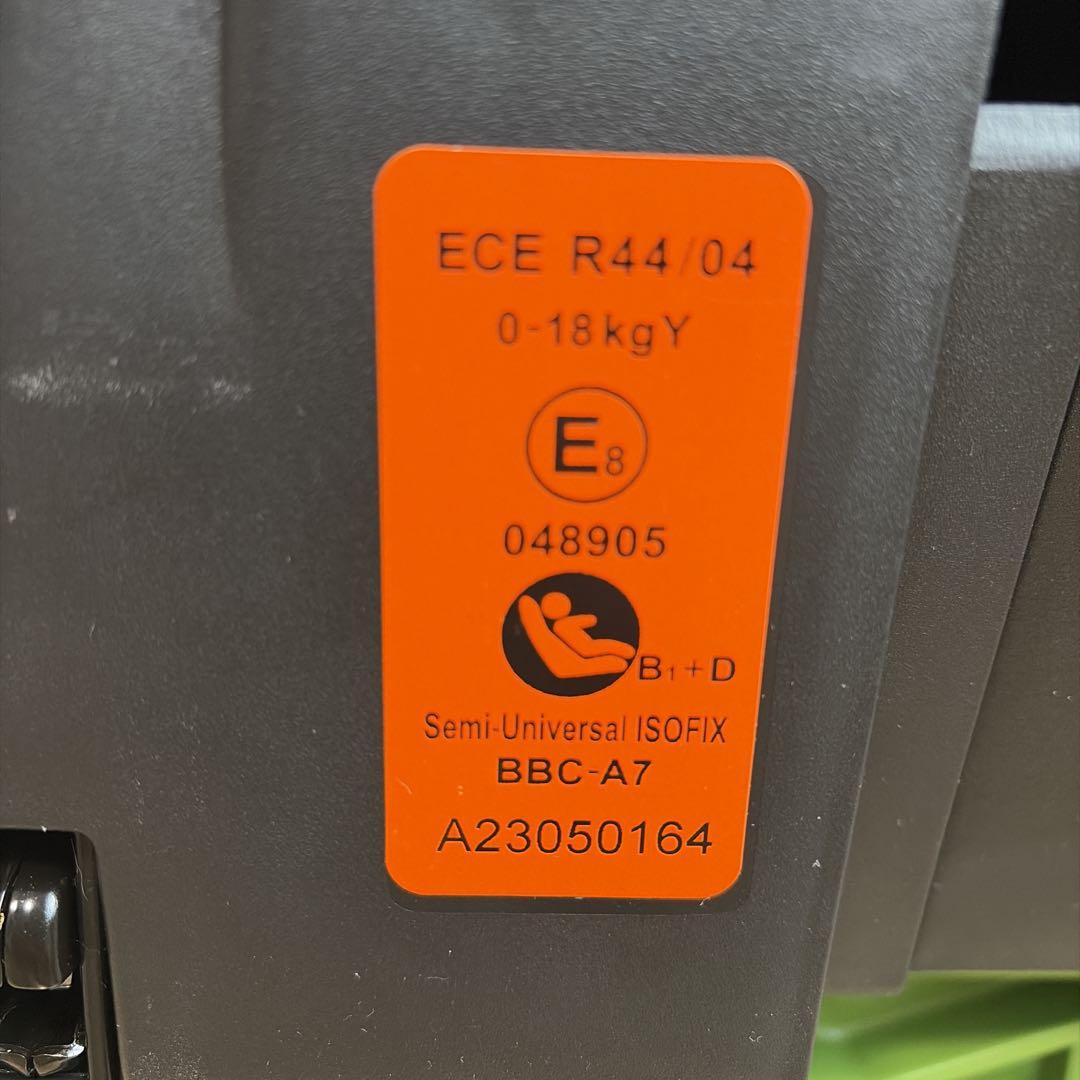 ECE R44/04
0-18kgY
E8
048905
B1+D
Semi-Universal ISOFIX
BBC-A7
A23050164